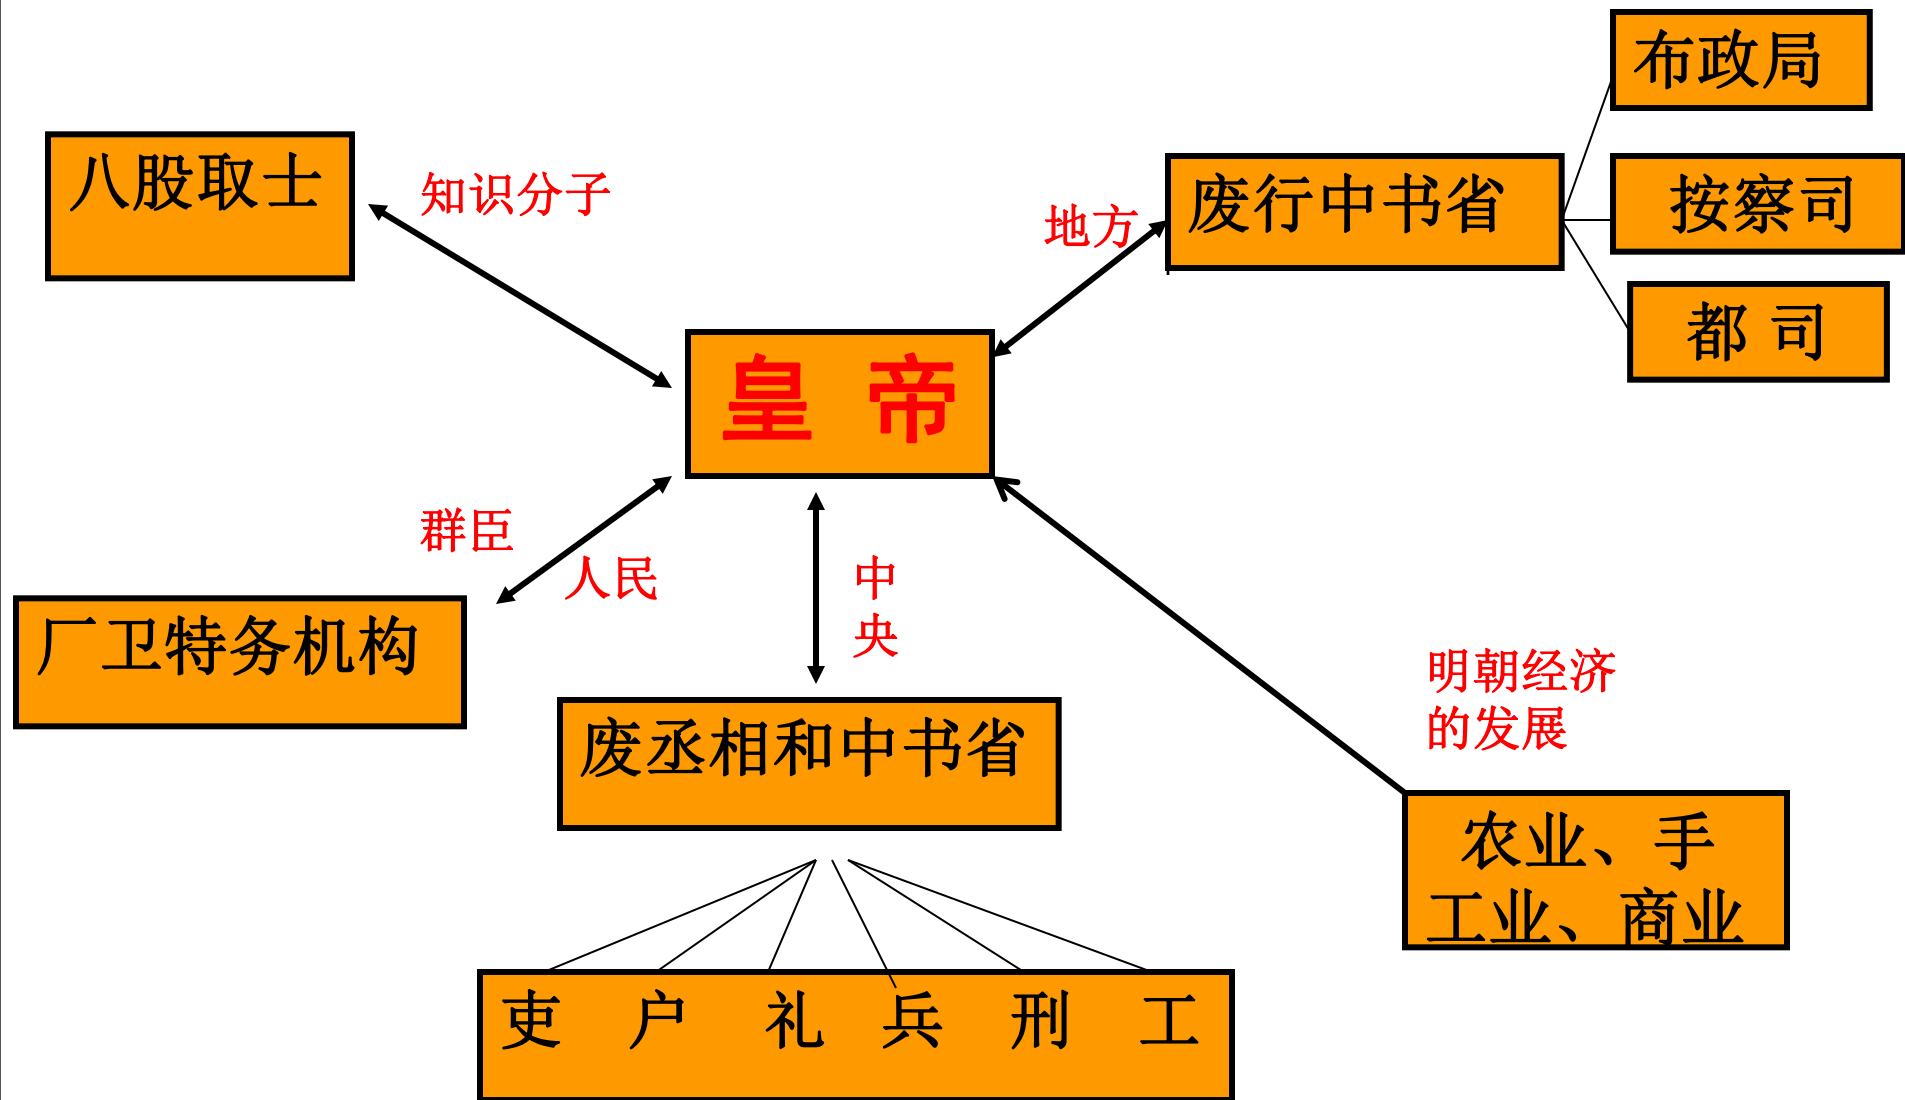 布政局
八股取士
知识分子
地方
废行中书省
按察司
都 司
皇 帝
群臣
人民
中
央
厂卫特务机构
废丞相和中书省
明朝经济
的发展
农业、手
工业、商业
吏 户 礼 兵 刑 工